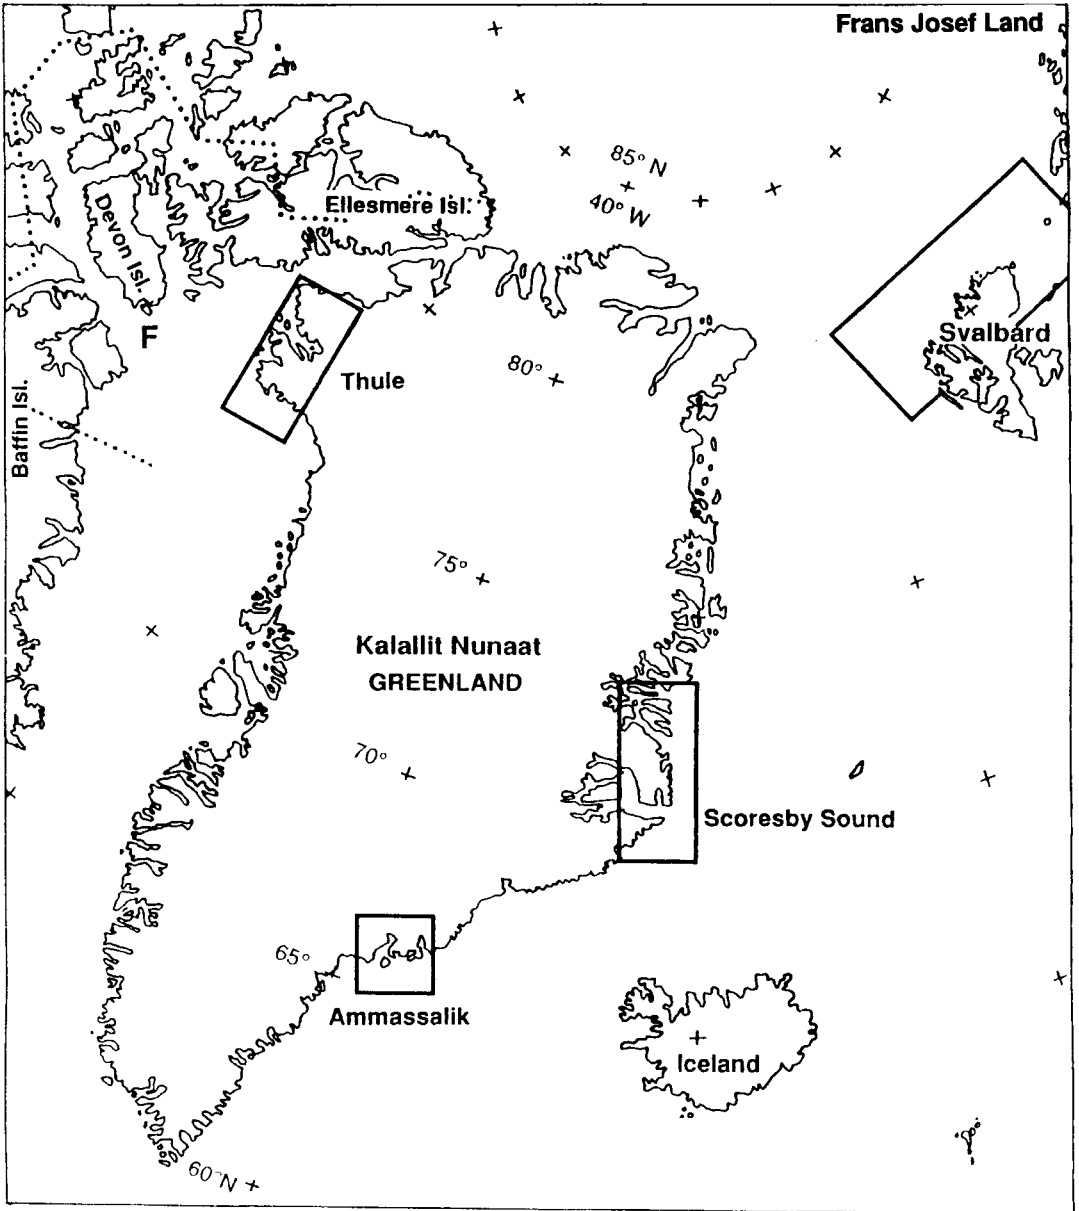 Frans Josef Land
85° N
40° W
Ellesmere Isl.
Devon Isl.
F
Svalbard
80°
Thule
Baffin Isl.
75°
Kalallit Nunaat
GREENLAND
70°
Scoresby Sound
65°
Ammassalik
Iceland
60° N